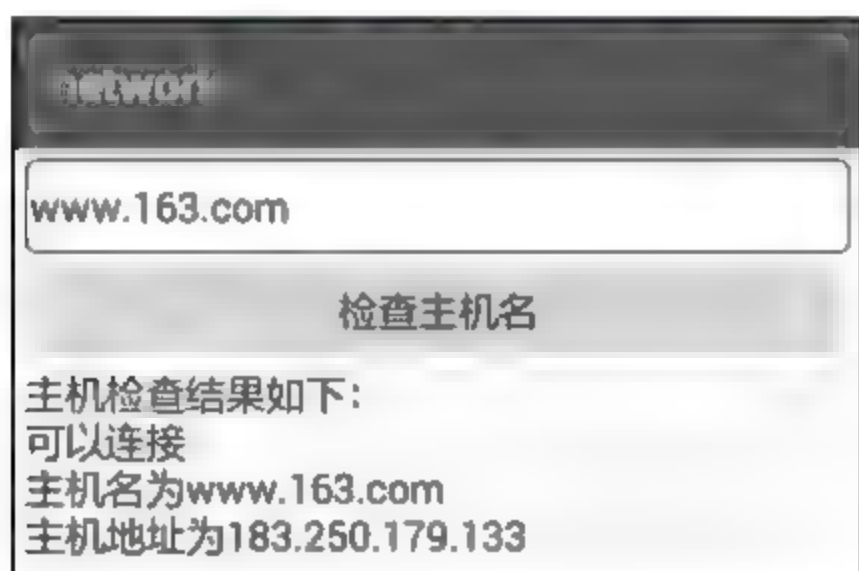 network
www.163.com
检查主机名
主机检查结果如下：
可以连接
主机名为www.163.com
主机地址为183.250.179.133